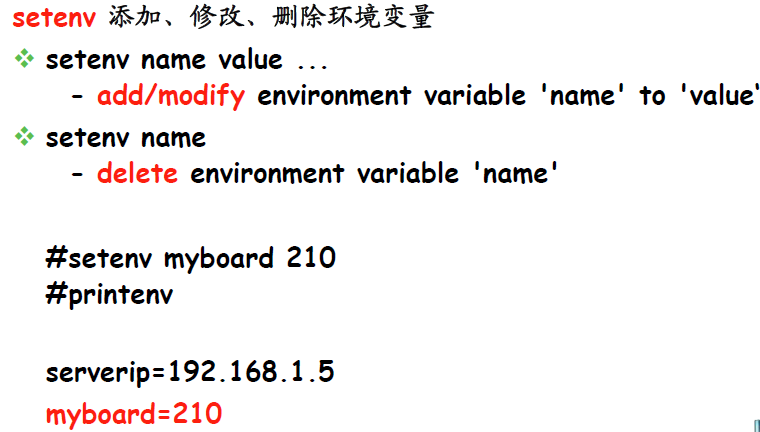 setenv 添加、修改、删除环境变量
setenv name value ...
- add/modify environment variable 'name' to 'value'
setenv name
- delete environment variable 'name'
#setenv myboard 210
#printenv
serverip=192.168.1.5
myboard=210